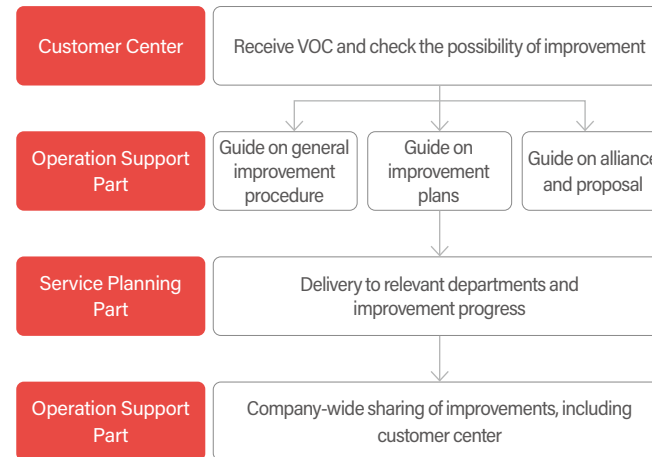 Customer Center
Receive VOC and check the possibility of improvement
Operation Support
Part
Guide on general
improvement
procedure
Guide on
improvement
plans
Guide on alliance
and proposal
Service Planning
Part
Delivery to relevant departments and
improvement progress
Operation Support
Part
Company-wide sharing of improvements, including
customer center